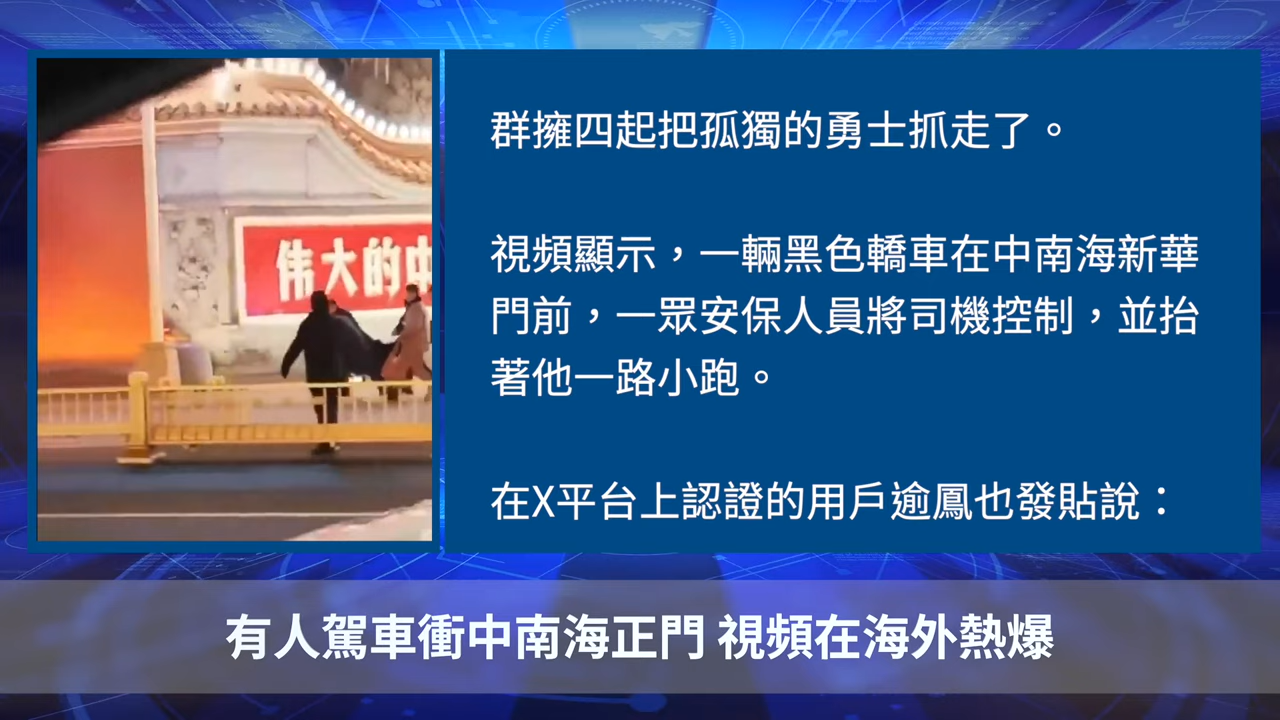 伟大的中
群擁四起把孤獨的勇士抓走了。
視頻顯示，一輛黑色轎車在中南海新華
門前，一眾安保人員將司機控制，並抬
著他一路小跑。
在X平台上認證的用戶逾鳳也發貼說：
有人駕車衝中南海正門 視頻在海外熱爆